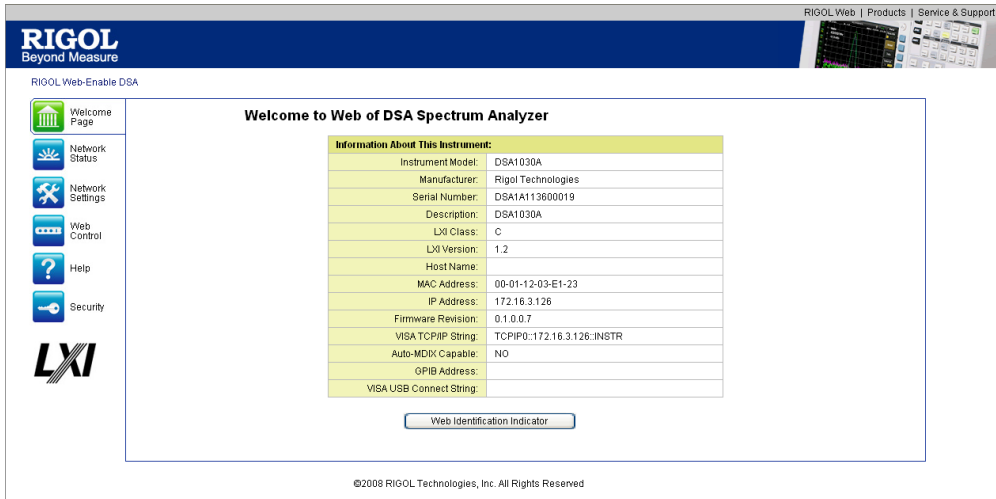 RIGOL Web | Products | Service & Support
RIGOL
Beyond Measure
RIGOL Web-Enable DSA
Welcome
Page
Network
Status
Network
Settings
Web
Control
Help
Security
LXI
Welcome to Web of DSA Spectrum Analyzer
Information About This Instrument:
Instrument Model: DSA1030A
Manufacturer: Rigol Technologies
Serial Number: DSA1A113600019
Description: DSA1030A
LXI Class: C
LXI Version: 1.2
Host Name:
MAC Address: 00-01-12-03-E1-23
IP Address: 172.16.3.126
Firmware Revision: 0.1.0.0.7
VISA TCP/IP String: TCPIP0::172.16.3.126::INSTR
Auto-MDIX Capable: NO
GPIB Address:
VISA USB Connect String:
Web Identification Indicator
©2008 RIGOL Technologies, Inc. All Rights Reserved